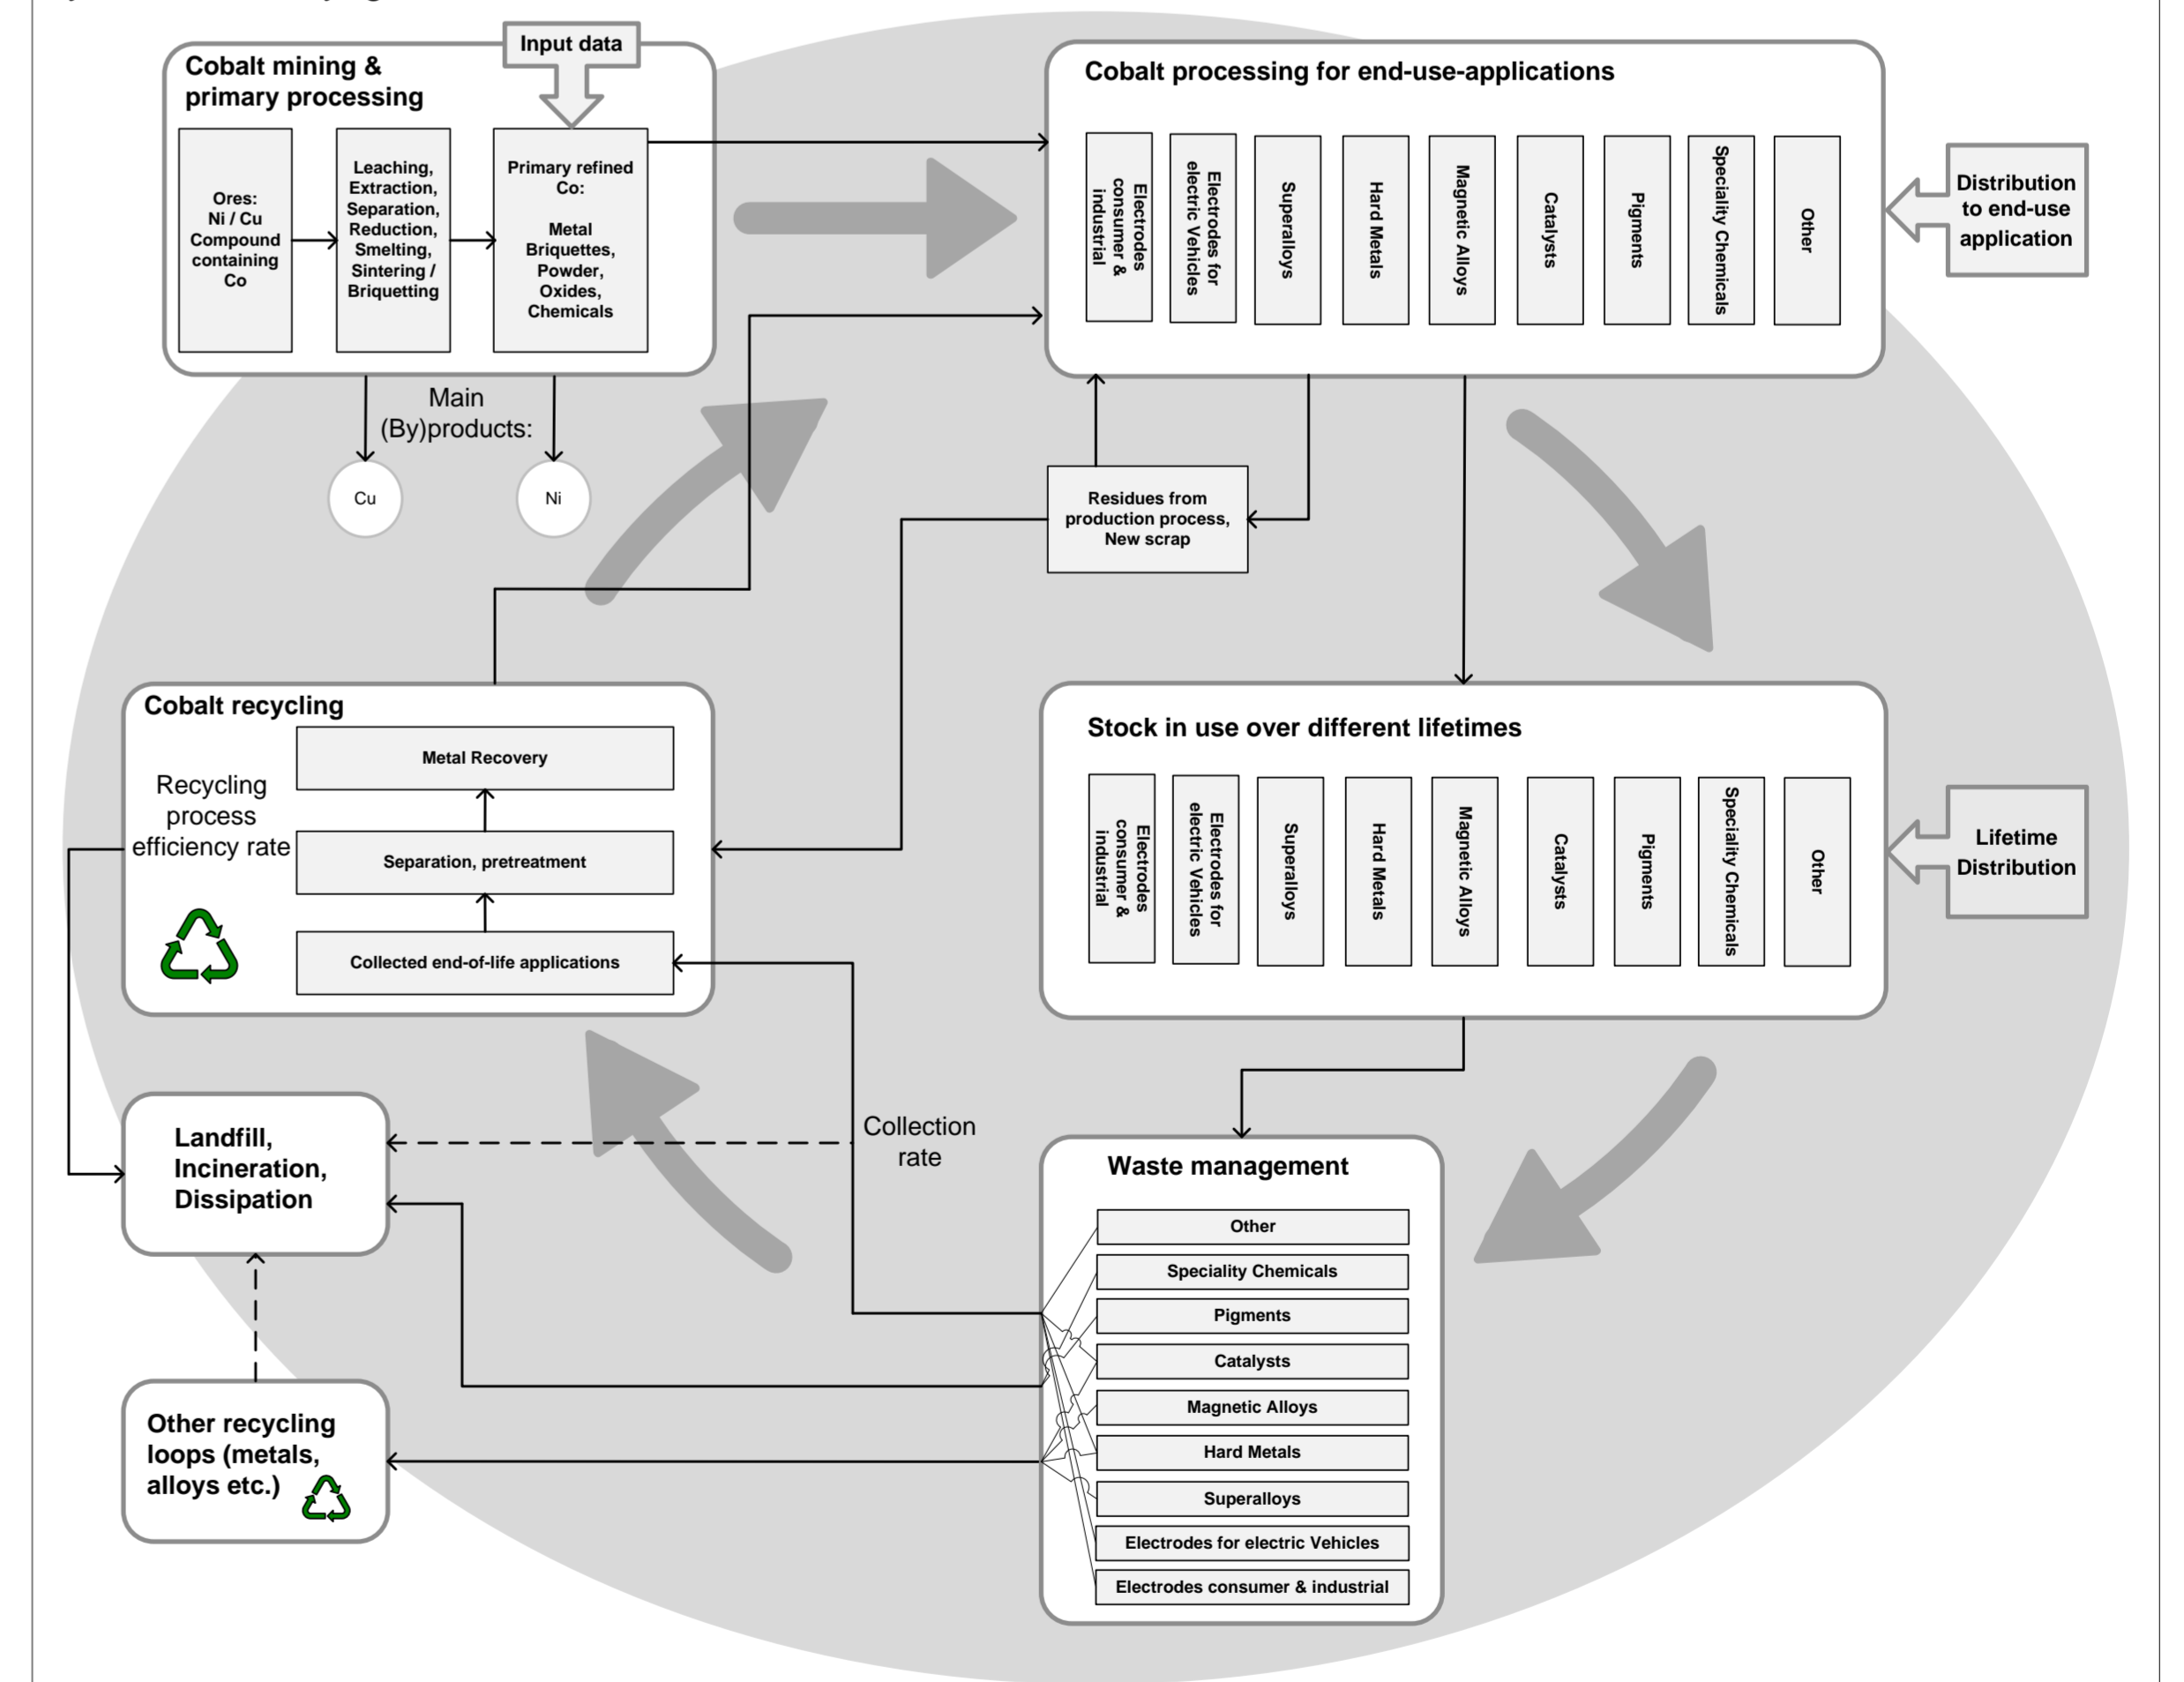 Input data
Cobalt mining &
primary processing
Ores:
Ni / Cu
Compound
containing
Co
Leaching,
Extraction,
Separation,
Reduction,
Smelting,
Sintering /
Briquetting
Primary refined
Co:
Metal
Briquettes,
Powder,
Oxides,
Chemicals
Main
(By)products:
Cu
Ni
Cobalt processing for end-use-applications
Electrodes
consumer &
industrial
Electrodes for
electric Vehicles
Superalloys
Hard Metals
Magnetic Alloys
Catalysts
Pigments
Speciality Chemicals
Other
Distribution
to end-use
application
Residues from
production process,
New scrap
Cobalt recycling
Metal Recovery
Recycling
process
efficiency rate
Separation, pretreatment
Collected end-of-life applications
Stock in use over different lifetimes
Electrodes
consumer &
industrial
Electrodes for
electric Vehicles
Superalloys
Hard Metals
Magnetic Alloys
Catalysts
Pigments
Speciality Chemicals
Other
Lifetime
Distribution
Landfill,
Incineration,
Dissipation
Collection
rate
Waste management
Other
Speciality Chemicals
Pigments
Catalysts
Magnetic Alloys
Hard Metals
Superalloys
Electrodes for electric Vehicles
Electrodes consumer & industrial
Other recycling
loops (metals,
alloys etc.)